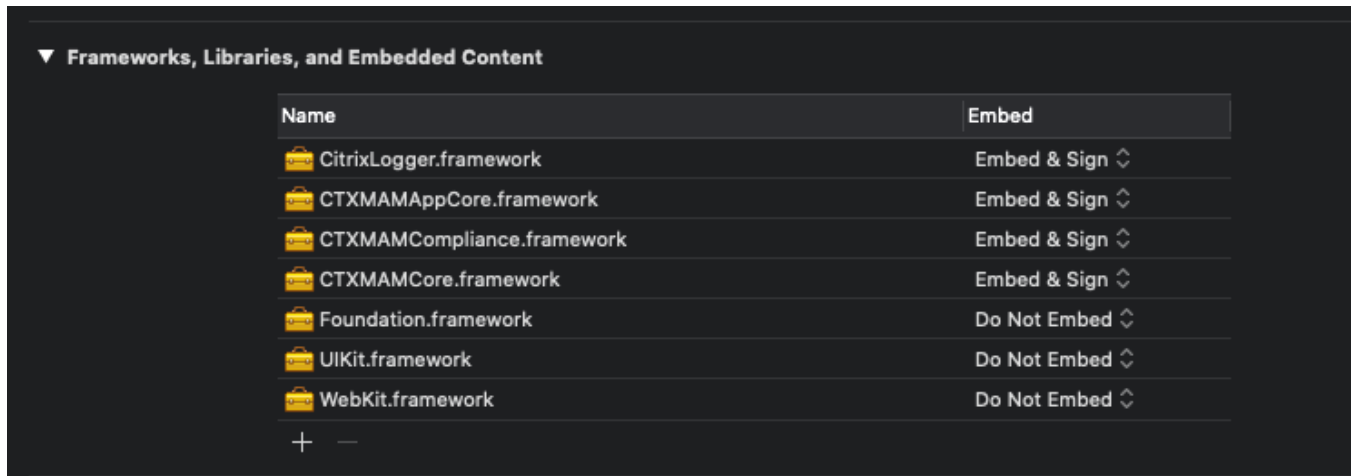 Frameworks, Libraries, and Embedded Content
Name Embed
CitrixLogger.framework Embed & Sign
CTXMAMAppCore.framework Embed & Sign
CTXMAMCompliance.framework Embed & Sign
CTXMAMCore.framework Embed & Sign
Foundation.framework Do Not Embed
UIKit.framework Do Not Embed
WebKit.framework Do Not Embed